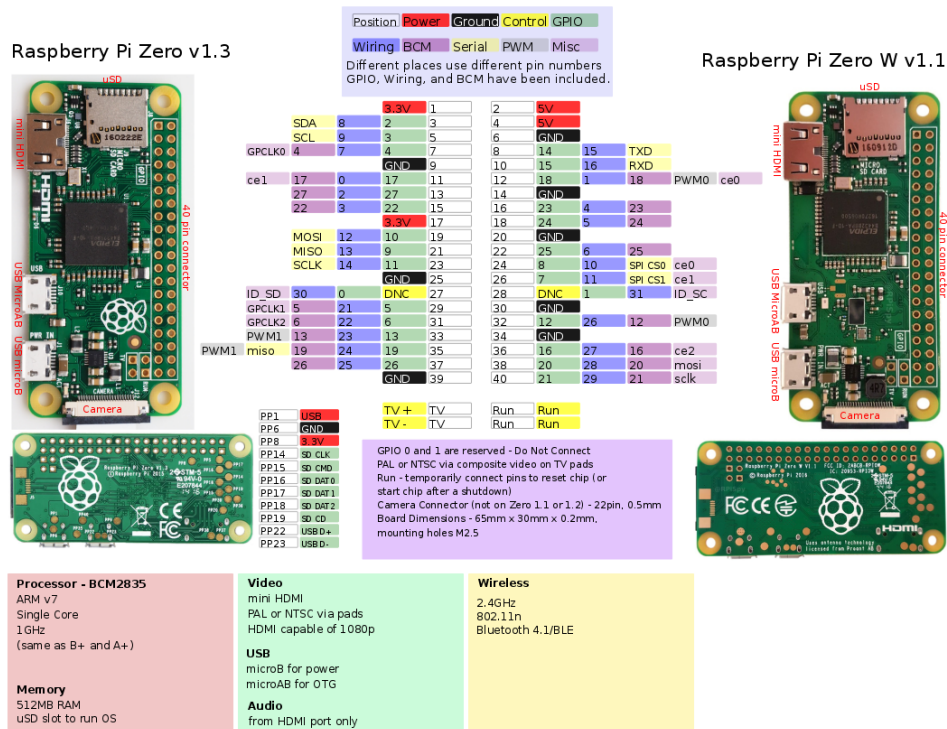 Position Power Ground Control GPIO
Wiring BCM Serial PWM Misc
Different places use different pin numbers
GPIO, Wiring, and BCM have been included.
Raspberry Pi Zero v1.3
Raspberry Pi Zero W v1.1
uSD
mini HDMI
40 pin connector
USB MicroAB
USB microB
Camera
uSD
mini HDMI
40 pin connector
USB MicroAB
USB microB
Camera
3.3V 1 2 5V
SDA 8 2 3 4 5V
SCL 9 3 5 6 GND
GPCLK0 4 7 4 7 8 14 15 TXD
GND 9 10 15 16 RXD
ce1 17 0 17 11 12 18 1 18 PWM0 ce0
27 2 27 13 14 GND
22 3 22 15 16 23 4 23
3.3V 17 18 24 5 24
MOSI 12 10 19 20 GND
MISO 13 9 21 22 25 6 25
SCLK 14 11 23 24 8 10 SPI CS0 ce0
GND 25 26 7 11 SPI CS1 ce1
ID_SD 30 0 DNC 27 28 DNC 1 31 ID_SC
GPCLK1 5 21 5 29 30 GND
GPCLK2 6 22 6 31 32 12 26 12 PWM0
PWM1 13 23 13 33 34 GND
PWM1 miso 19 24 19 35 36 16 27 16 ce2
26 25 26 37 38 20 28 20 mosi
GND 39 40 21 29 21 sclk
TV + TV Run Run
TV - TV Run Run
PP1 USB
PP6 GND
PP8 3.3V
PP14 SD CLK
PP15 SD CMD
PP16 SD DAT0
PP17 SD DAT1
PP18 SD DAT2
PP19 SD CD
PP22 USB D+
PP23 USB D-
GPIO 0 and 1 are reserved - Do Not Connect
PAL or NTSC via composite video on TV pads
Run - temporarily connect pins to reset chip (or
start chip after a shutdown)
Camera Connector (not on Zero 1.1 or 1.2) - 22pin, 0.5mm
Board Dimensions - 65mm x 30mm x 0.2mm,
mounting holes M2.5
Processor - BCM2835
ARM v7
Single Core
1GHz
(same as B+ and A+)
Memory
512MB RAM
uSD slot to run OS
Video
mini HDMI
PAL or NTSC via pads
HDMI capable of 1080p
USB
microB for power
microAB for OTG
Audio
from HDMI port only
Wireless
2.4GHz
802.11n
Bluetooth 4.1/BLE